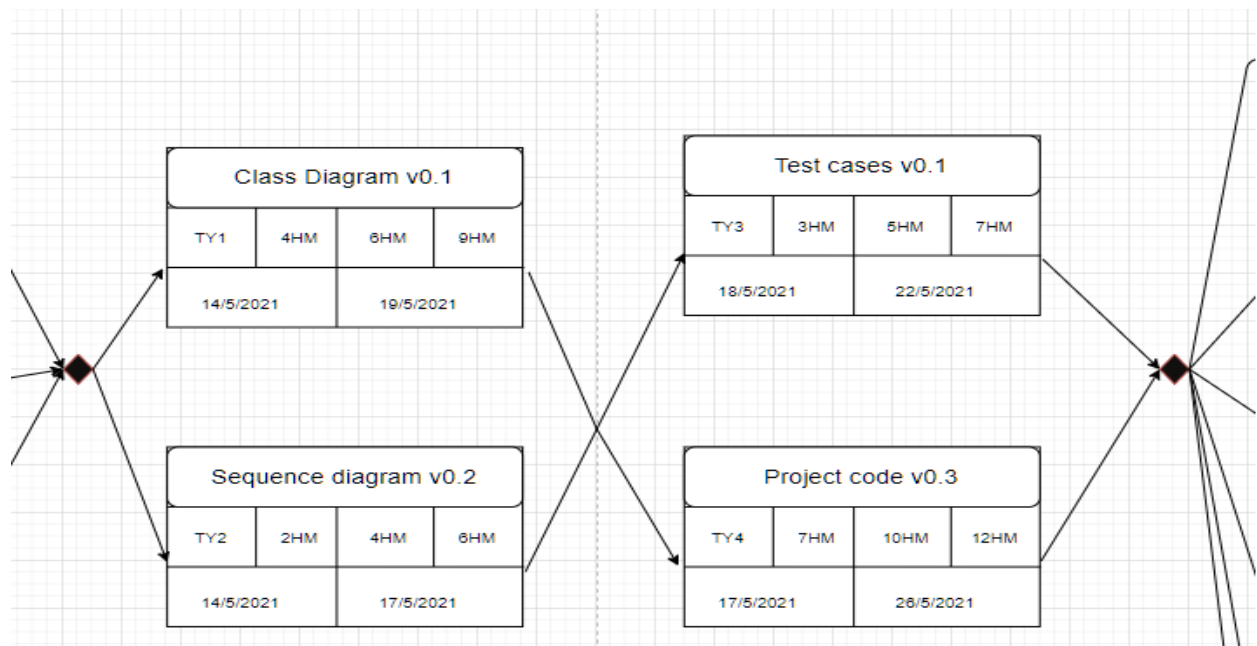 Class Diagram v0.1
TY1 4HM 6HM 9HM
14/5/2021 19/5/2021
Test cases v0.1
TY3 3HM 5HM 7HM
18/5/2021 22/5/2021
Sequence diagram v0.2
TY2 2HM 4HM 6HM
14/5/2021 17/5/2021
Project code v0.3
TY4 7HM 10HM 12HM
17/5/2021 26/5/2021